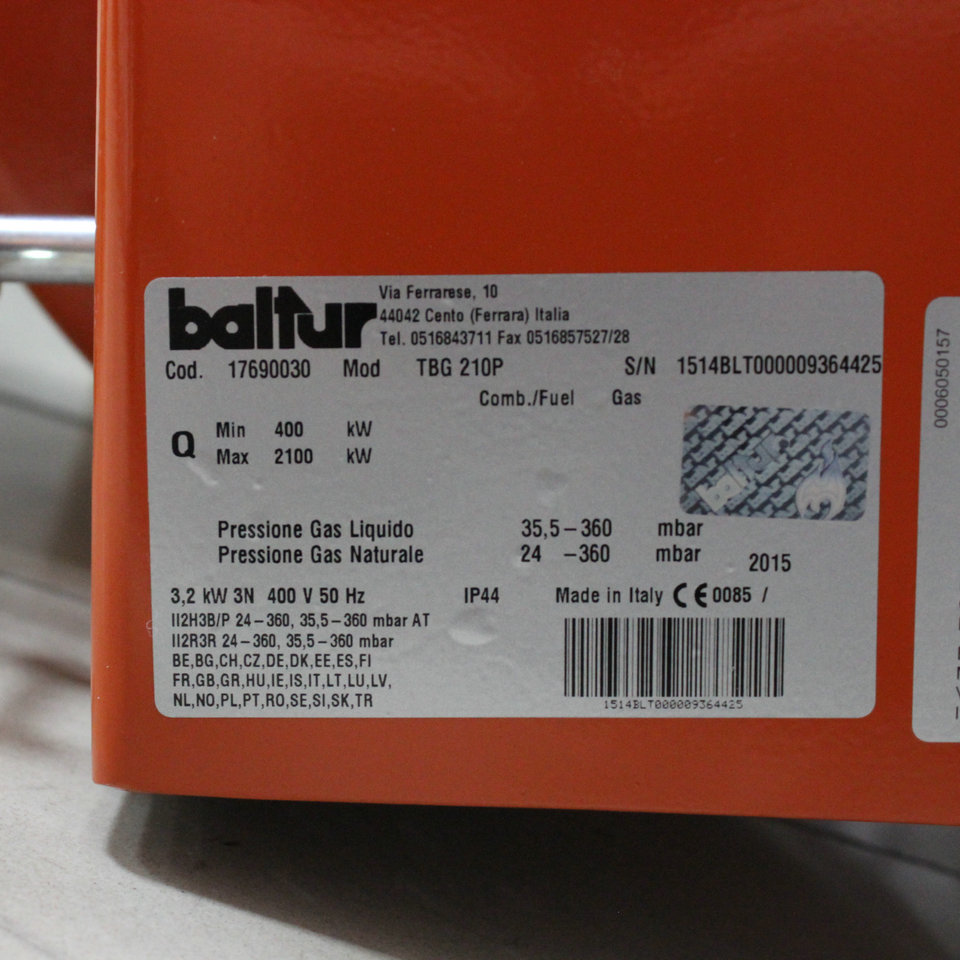 baltur
Via Ferrarese, 10
44042 Cento (Ferrara) Italia
Tel. 0516843711 Fax 0516857527/28
Cod. 17690030 Mod TBG 210P S/N 1514BLT000009364425
Comb./Fuel Gas
Q
Min 400 kW
Max 2100 kW
Pressione Gas Liquido 35,5-360 mbar
Pressione Gas Naturale 24 -360 mbar
2015
3,2 kW 3N 400 V 50 Hz IP44 Made in Italy CE 0085 /
II2H3B/P 24-360, 35,5-360 mbar AT
II2R3R 24-360, 35,5-360 mbar
BE,BG,CH,CZ,DE,DK,EE,ES,FI
FR,GB,GR,HU,IE,IS,IT,LT,LU,LV,
NL,NO,PL,PT,RO,SE,SI,SK,TR
1514BLT000009364425
0006050157